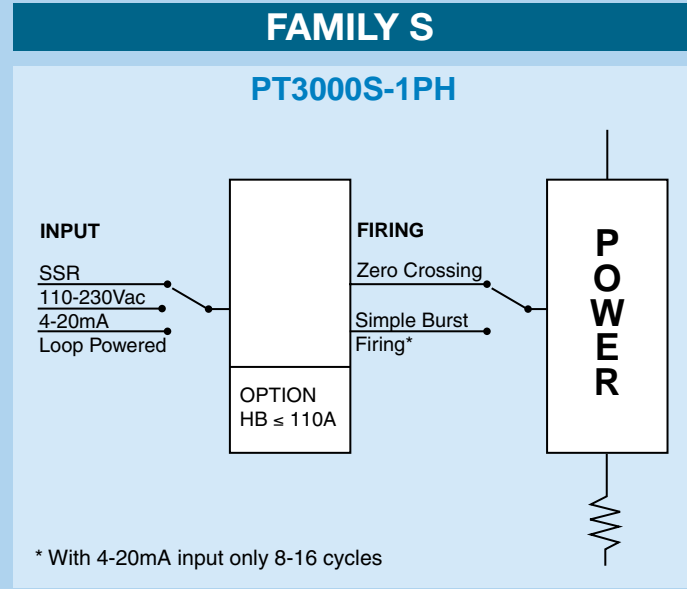 FAMILY S
PT3000S-1PH
INPUT
SSR
110-230Vac
4-20mA
Loop Powered
OPTION
HB ≤ 110A
FIRING
Zero Crossing
Simple Burst
Firing*
POWER
* With 4-20mA input only 8-16 cycles